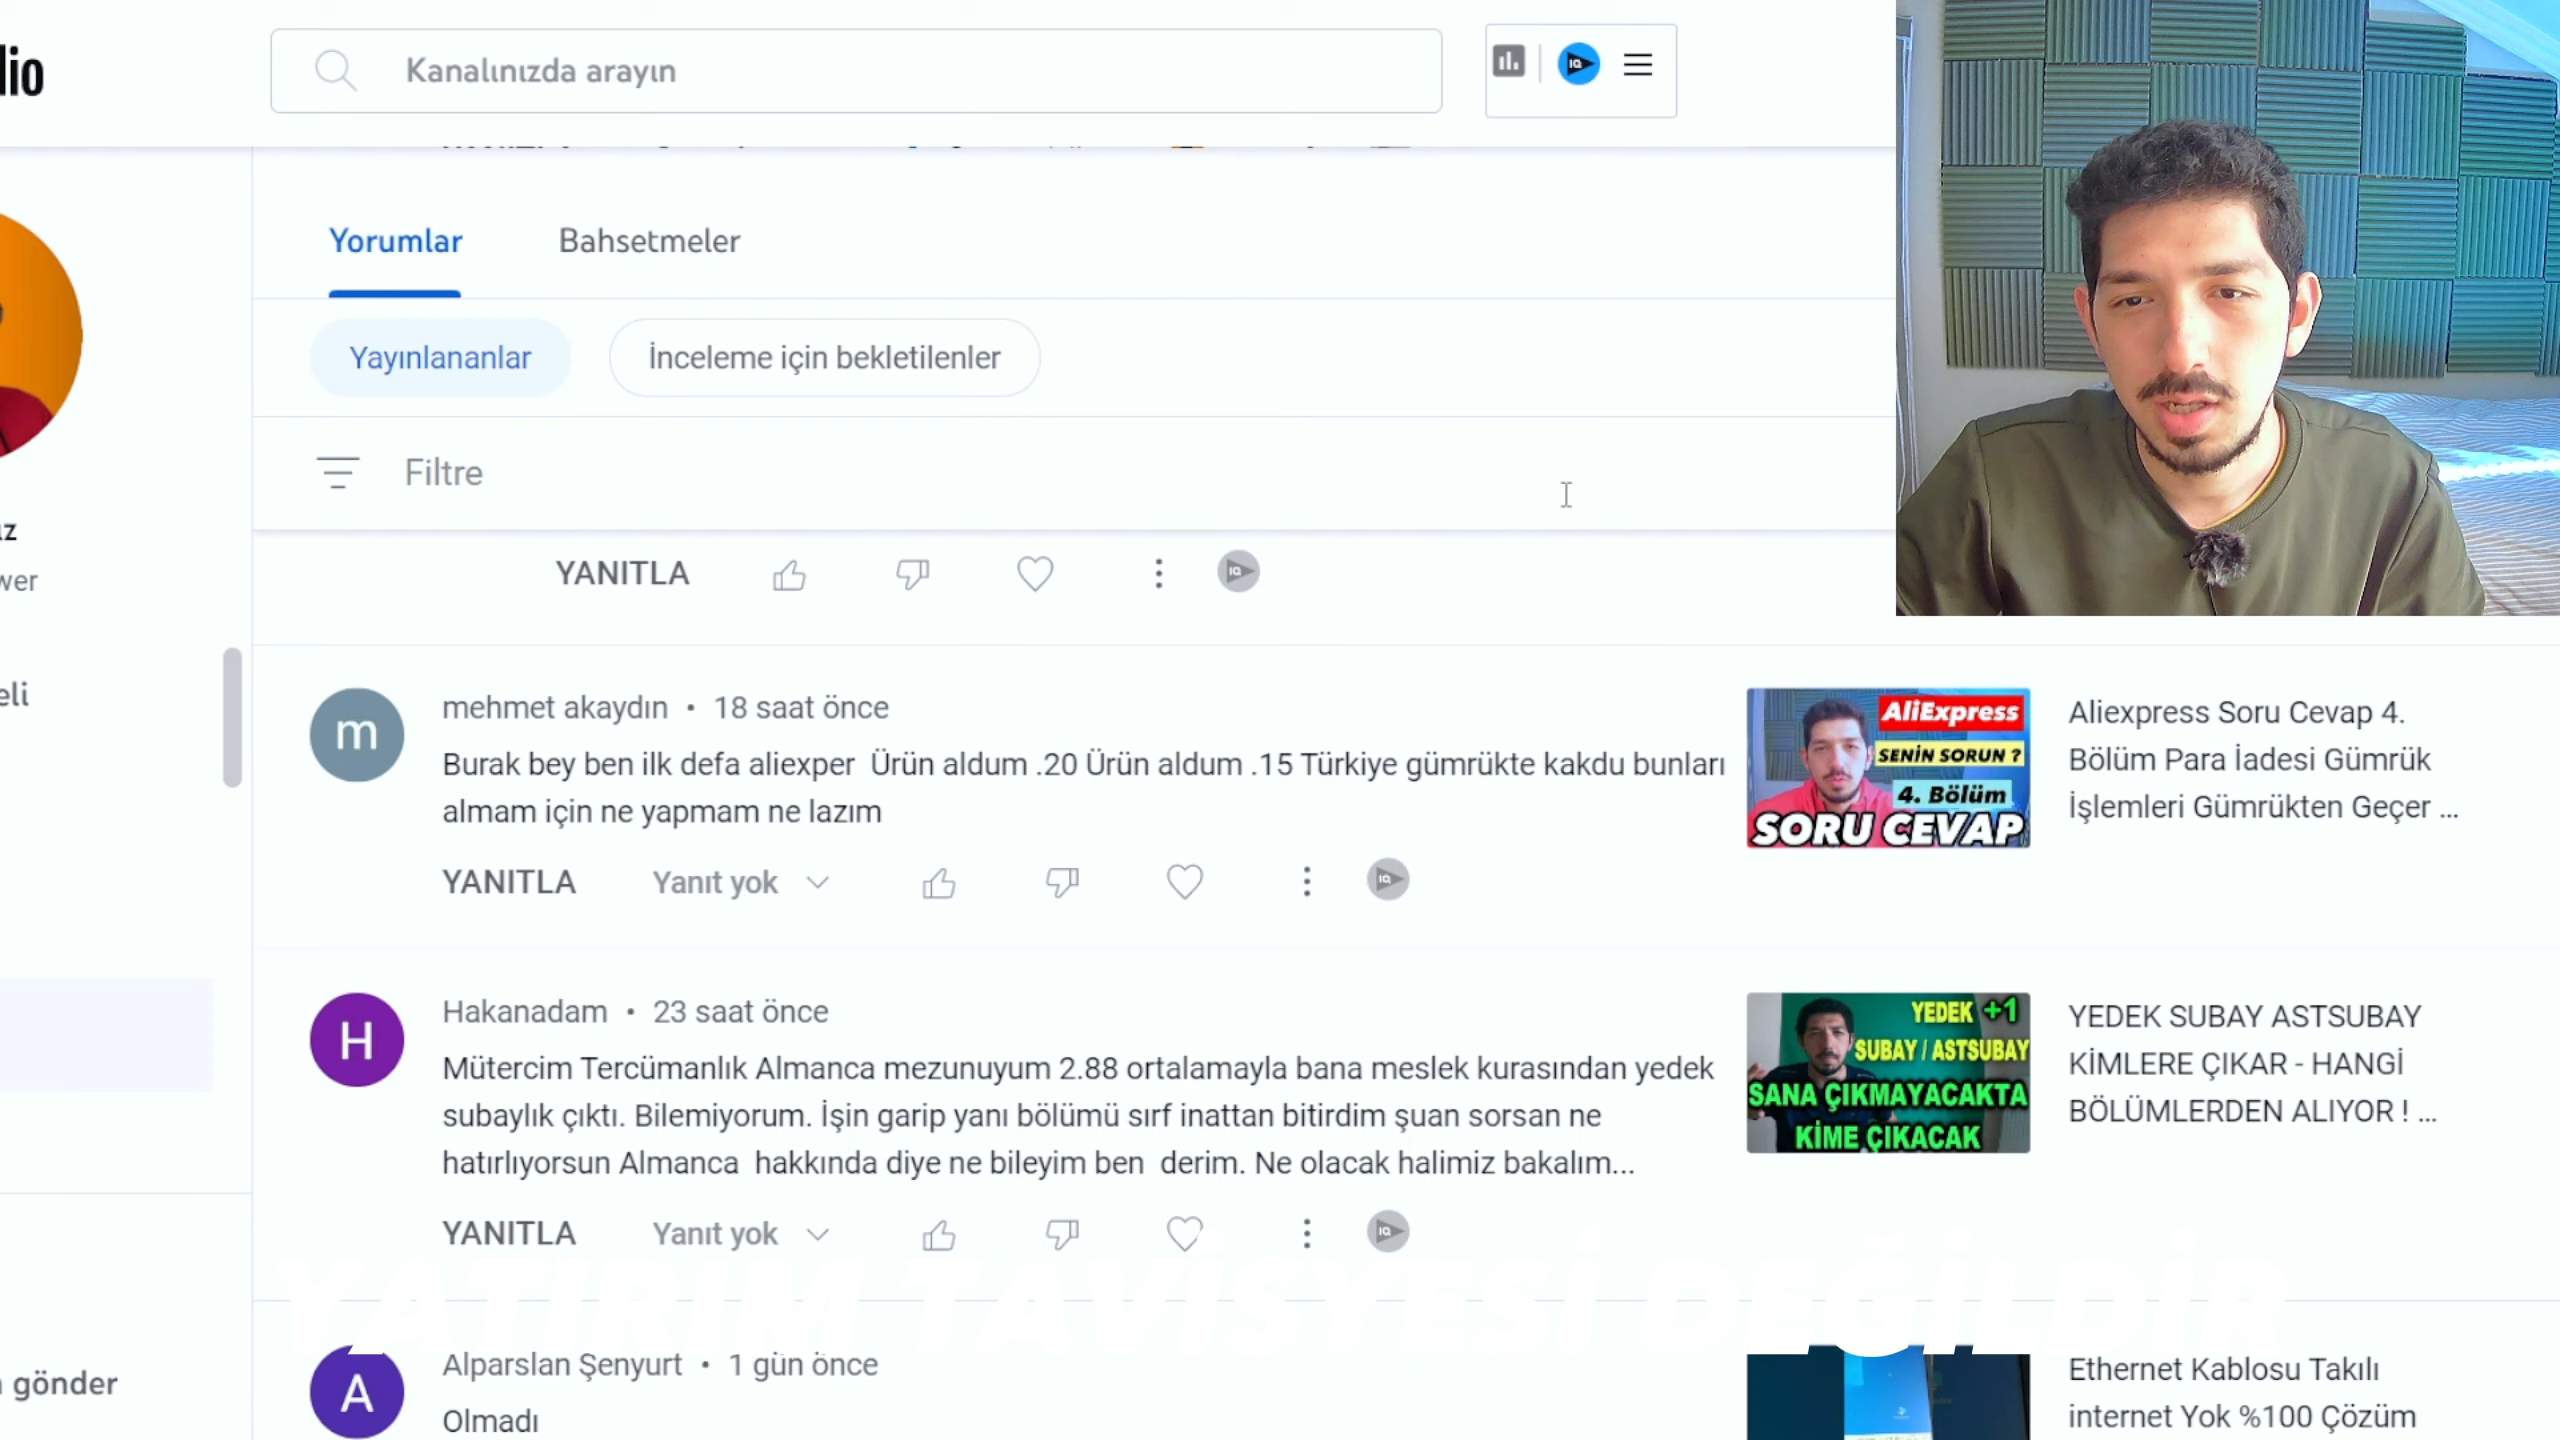 dio
Kanalınızda arayın
Yorumlar
Bahsetmeler
Yayınlananlar
İnceleme için bekletilenler
Filtre
YANITLA
mehmet akaydın • 18 saat önce
Burak bey ben ilk defa aliexper Ürün aldum .20 Ürün aldum .15 Türkiye gümrükte kakdu bunları
almam için ne yapmam ne lazım
YANITLA
Yanıt yok
AliExpress
SENİN SORUN ?
4. Bölüm
SORU CEVAP
Aliexpress Soru Cevap 4.
Bölüm Para İadesi Gümrük
İşlemleri Gümrükten Geçer ...
Hakanadam • 23 saat önce
Mütercim Tercümanlık Almanca mezunuyum 2.88 ortalamayla bana meslek kurasından yedek
subaylık çıktı. Bilemiyorum. İşin garip yanı bölümü sırf inattan bitirdim şuan sorsan ne
hatırlıyorsun Almanca hakkında diye ne bileyim ben derim. Ne olacak halimiz bakalım...
YANITLA
Yanıt yok
YEDEK +1
SUBAY / ASTSUBAY
SANA ÇIKMAYACAKTA
KİME ÇIKACAK
YEDEK SUBAY ASTSUBAY
KİMLERE ÇIKAR - HANGİ
BÖLÜMLERDEN ALIYOR ! ...
YATIRIM TAVİSYESİ DEĞİLDİR
Alparslan Şenyurt • 1 gün önce
Olmadı
Ethernet Kablosu Takılı
internet Yok %100 Çözüm
gönder